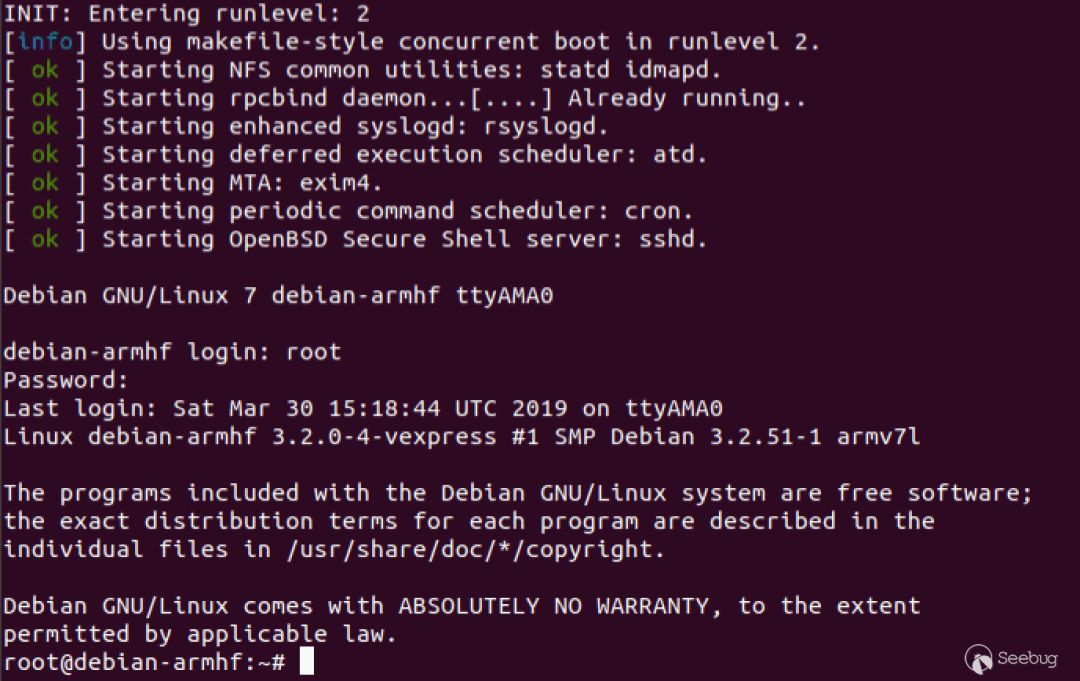 INIT: Entering runlevel: 2
[info] Using makefile-style concurrent boot in runlevel 2.
[ ok ] Starting NFS common utilities: statd idmapd.
[ ok ] Starting rpcbind daemon...[....] Already running..
[ ok ] Starting enhanced syslogd: rsyslogd.
[ ok ] Starting deferred execution scheduler: atd.
[ ok ] Starting MTA: exim4.
[ ok ] Starting periodic command scheduler: cron.
[ ok ] Starting OpenBSD Secure Shell server: sshd.
Debian GNU/Linux 7 debian-armhf ttyAMA0
debian-armhf login: root
Password:
Last login: Sat Mar 30 15:18:44 UTC 2019 on ttyAMA0
Linux debian-armhf 3.2.0-4-vexpress #1 SMP Debian 3.2.51-1 armv7l
The programs included with the Debian GNU/Linux system are free software;
the exact distribution terms for each program are described in the
individual files in /usr/share/doc/*/copyright.
Debian GNU/Linux comes with ABSOLUTELY NO WARRANTY, to the extent
permitted by applicable law.
root@debian-armhf:~#
Seebug